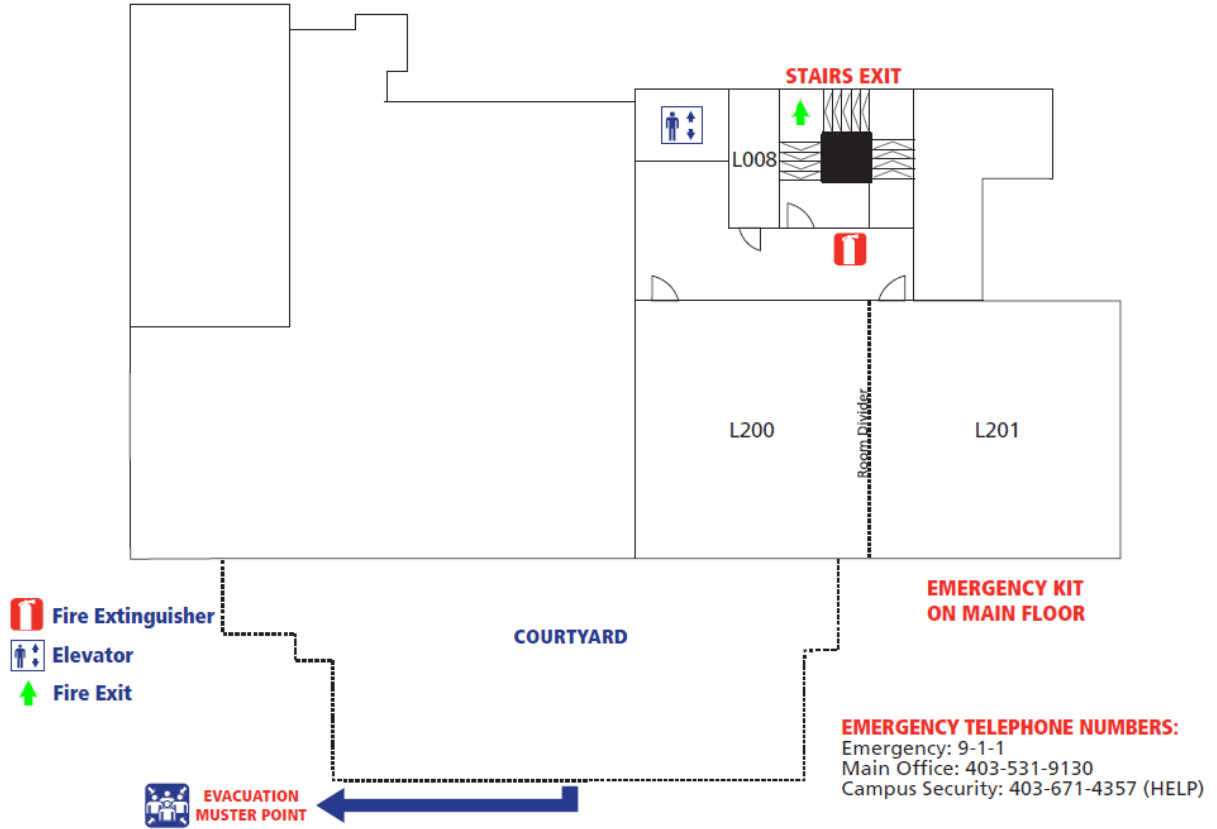 STAIRS EXIT
L008
L200
Room Divider
L201
EMERGENCY KIT
ON MAIN FLOOR
Fire Extinguisher
Elevator
Fire Exit
COURTYARD
EMERGENCY TELEPHONE NUMBERS:
Emergency: 9-1-1
Main Office: 403-531-9130
Campus Security: 403-671-4357 (HELP)
EVACUATION
MUSTER POINT